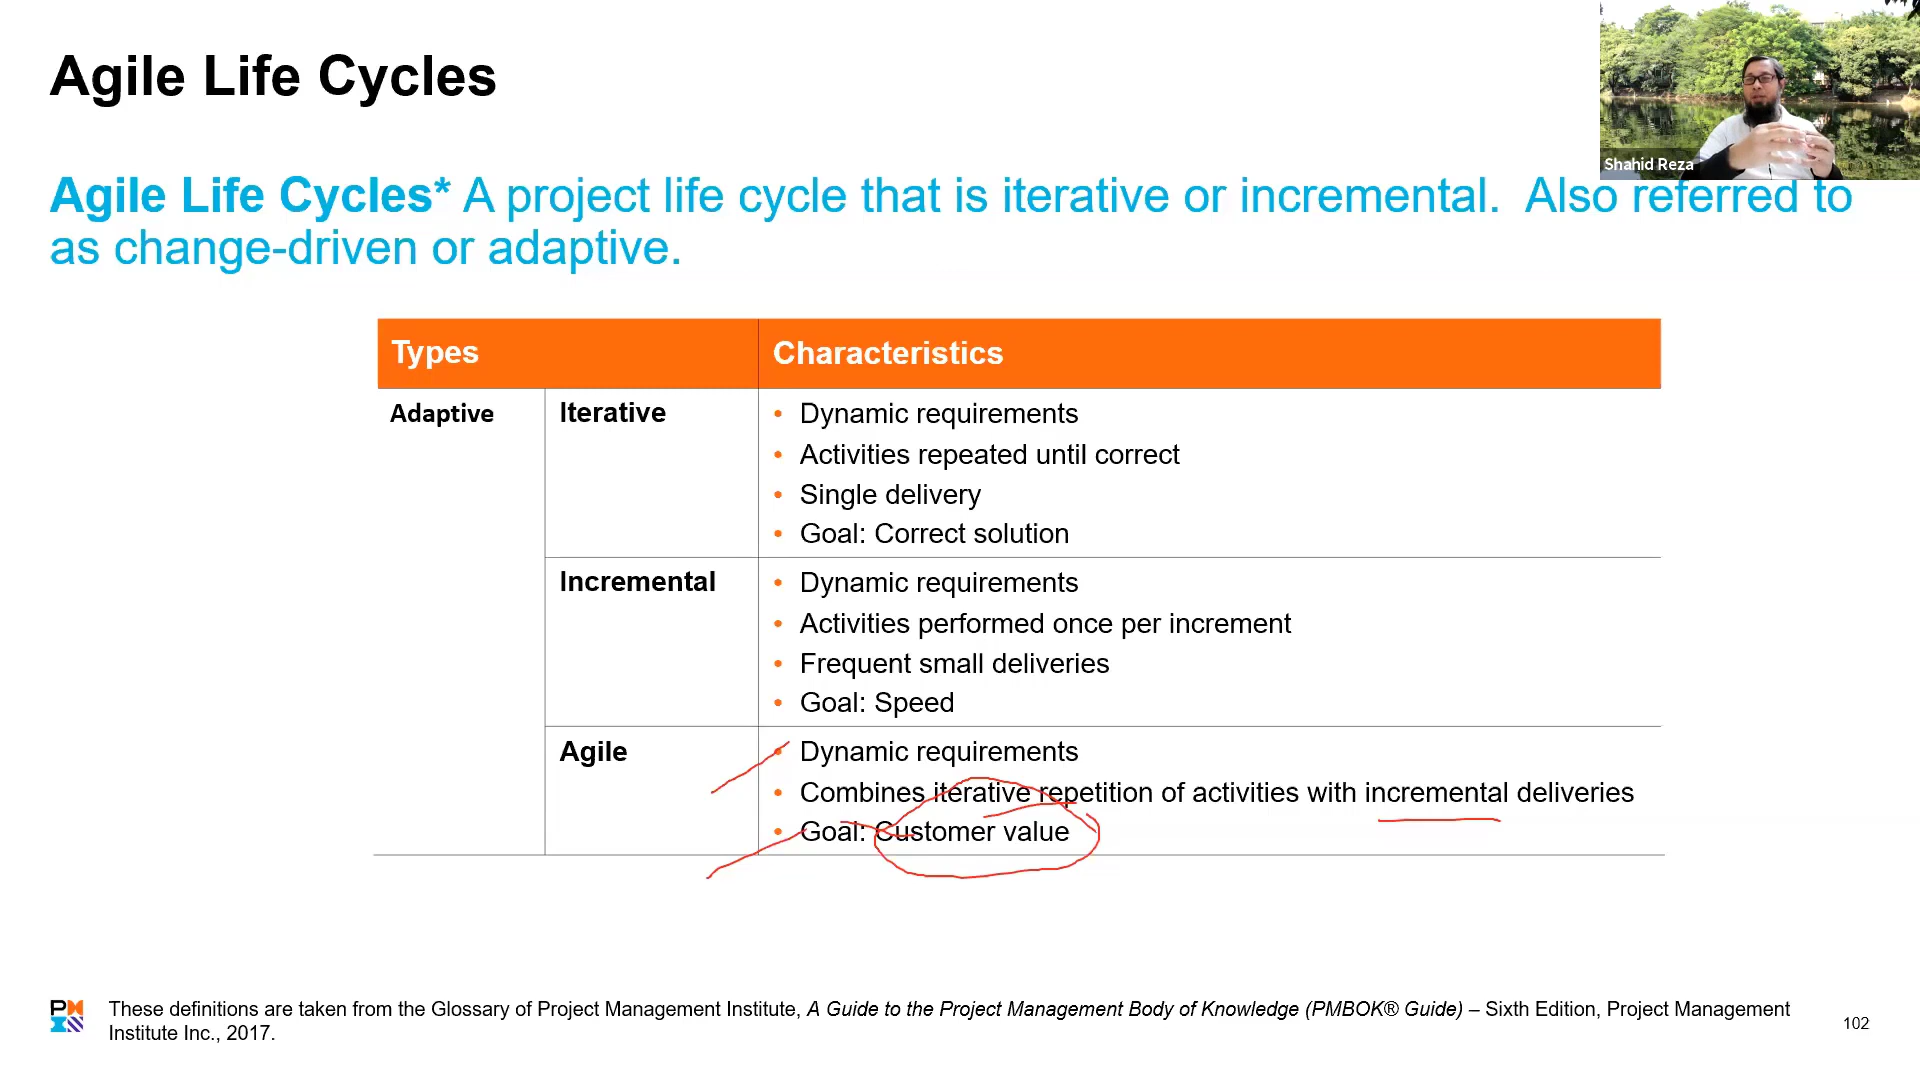 Agile Life Cycles
Shahid Reza
Agile Life Cycles* A project life cycle that is iterative or incremental. Also referred to
as change-driven or adaptive.
Types Characteristics
Adaptive Iterative
• Dynamic requirements
• Activities repeated until correct
• Single delivery
• Goal: Correct solution
Incremental
• Dynamic requirements
• Activities performed once per increment
• Frequent small deliveries
• Goal: Speed
Agile
• Dynamic requirements
• Combines iterative repetition of activities with incremental deliveries
• Goal: Customer value
These definitions are taken from the Glossary of Project Management Institute, A Guide to the Project Management Body of Knowledge (PMBOK® Guide) – Sixth Edition, Project Management
Institute Inc., 2017.
102